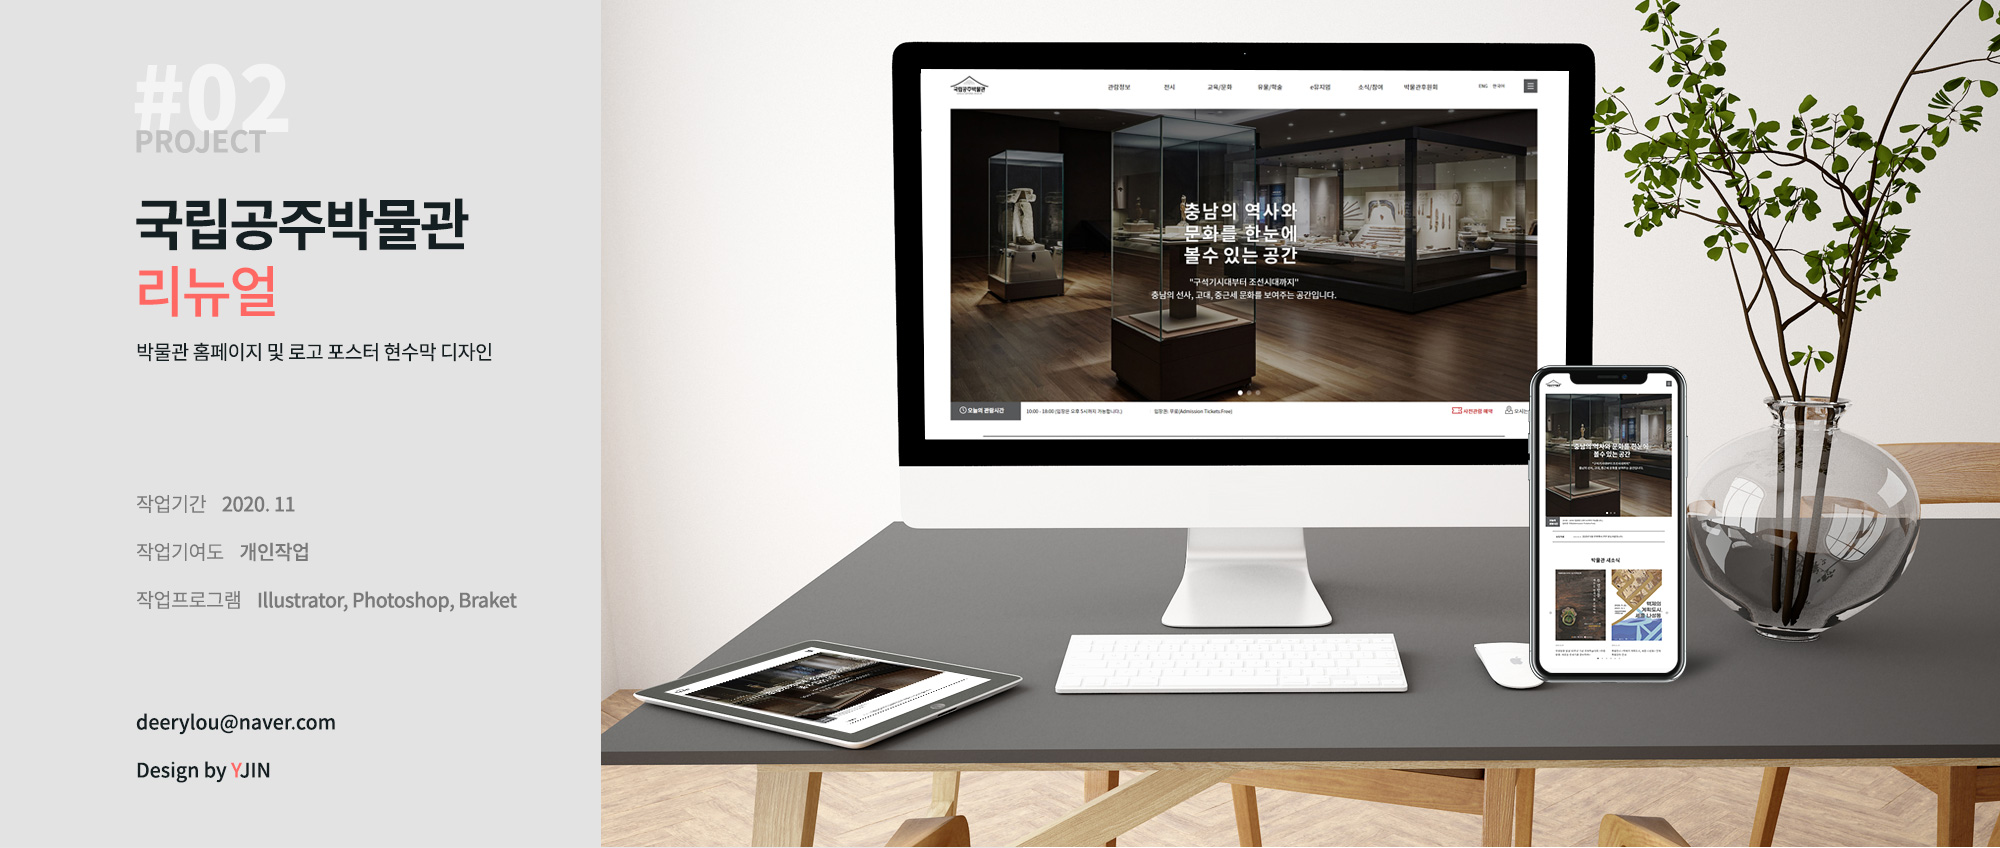 #02
PROJECT
국립공주박물관
리뉴얼
박물관 홈페이지 및 로고 포스터 현수막 디자인
작업기간 2020. 11
작업기여도 개인작업
작업프로그램 Illustrator, Photoshop, Braket
deerylou@naver.com
Design by YJIN
국립공주박물관
관람정보 전시 교육/문화 유물/학술 e뮤지엄 소식/참여 박물관후원회 ENG 한국어
충남의 역사와
문화를 한눈에
볼수 있는 공간
"구석기시대부터 조선시대까지"
충남의 선사, 고대, 중근세 문화를 보여주는 공간입니다.
오늘의 관람시간 10:00 - 18:00 (입장은 오후 5시까지 가능합니다.) 입장권: 무료(Admission Tickets Free) 사전관람 예약 오시는
충남의 역사와 문화를 한눈에
볼수 있는 공간
박물관 새소식